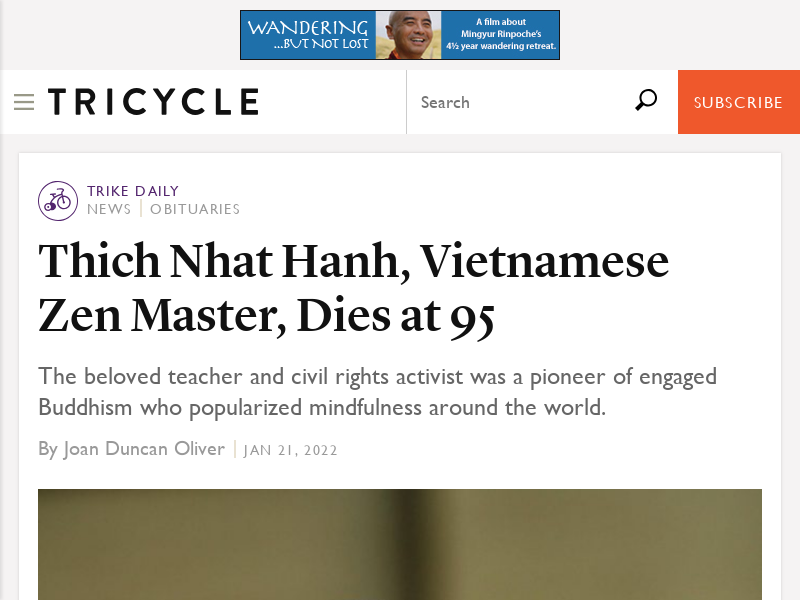 WANDERING
...BUT NOT LOST
A film about
Mingyur Rinpoche's
4½ year wandering retreat.
TRICYCLE
Search
SUBSCRIBE
TRIKE DAILY
NEWS | OBITUARIES
Thich Nhat Hanh, Vietnamese
Zen Master, Dies at 95
The beloved teacher and civil rights activist was a pioneer of engaged
Buddhism who popularized mindfulness around the world.
By Joan Duncan Oliver | JAN 21, 2022